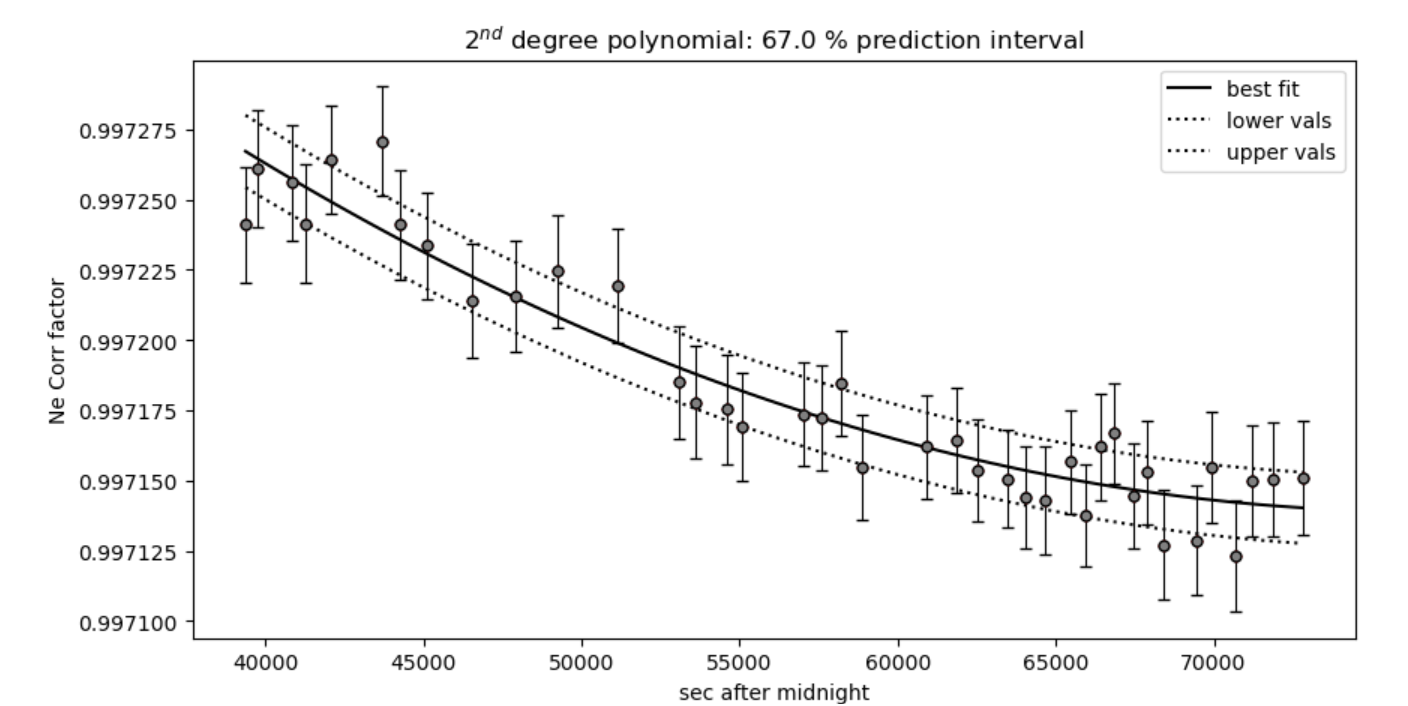 2nd degree polynomial: 67.0 % prediction interval
best fit
lower vals
upper vals
Ne Corr factor
0.997275
0.997250
0.997225
0.997200
0.997175
0.997150
0.997125
0.997100
40000 45000 50000 55000 60000 65000 70000
sec after midnight